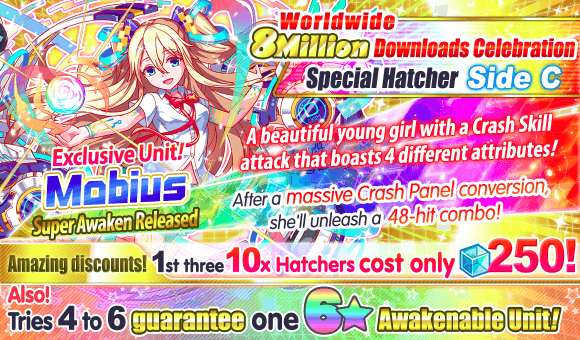 Worldwide
8Million Downloads Celebration
Special Hatcher Side C
A beautiful young girl with a Crash Skill
attack that boasts 4 different attributes!
Exclusive Unit!
Mobius
Super Awaken Released
After a massive Crash Panel conversion,
she'll unleash a 48-hit combo!
Amazing discounts! 1st three 10x Hatchers cost only 250!
Also!
Tries 4 to 6 guarantee one 6★ Awakenable Unit!